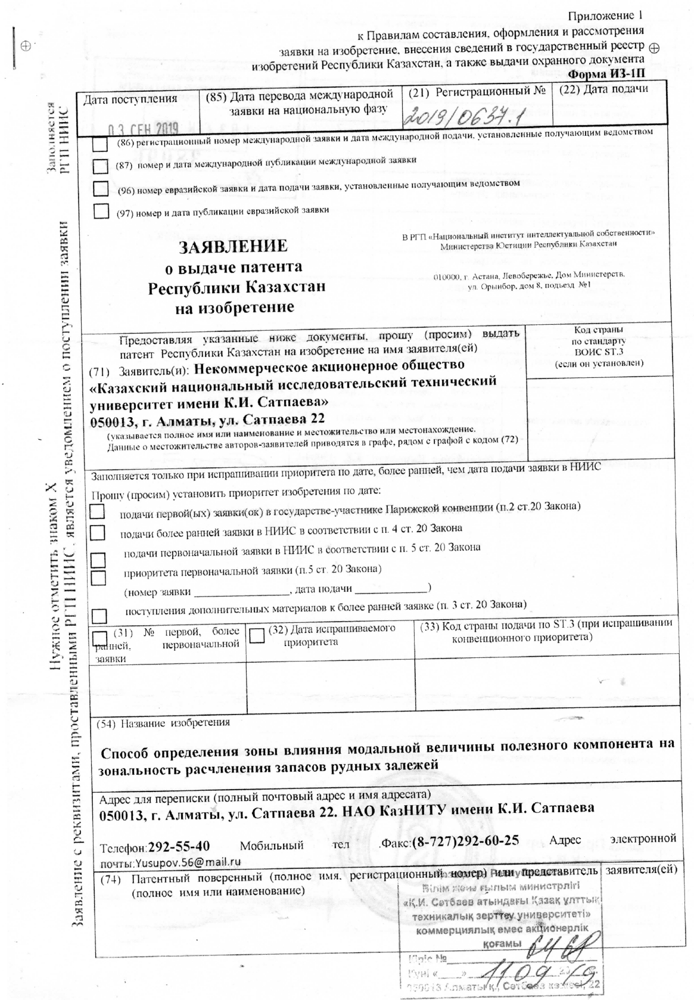 Приложение 1
к Правилам составления, оформления и рассмотрения
заявки на изобретение, внесения сведений в государственный реестр
изобретений Республики Казахстан, а также выдачи охранного документа
Форма ИЗ-1П
Дата поступления
03 СЕН 2019
(85) Дата перевода международной
заявки на национальную фазу
(21) Регистрационный №
2019/0637.1
(22) Дата подачи
(86) регистрационный номер международной заявки и дата международной подачи, установленные получающим ведомством
(87) номер и дата международной публикации международной заявки
(96) номер евразийской заявки и дата подачи заявки, установленные получающим ведомством
(97) номер и дата публикации евразийской заявки
ЗАЯВЛЕНИЕ
о выдаче патента
Республики Казахстан
на изобретение
В РГП «Национальный институт интеллектуальной собственности»
Министерства Юстиции Республики Казахстан
010000, г. Астана, Левобережье, Дом Министерств,
ул. Орынбор, дом 8, подъезд №1
Предоставляя указанные ниже документы, прошу (просим) выдать
патент Республики Казахстан на изобретение на имя заявителя(ей)
(71) Заявитель(и): Некоммерческое акционерное общество
«Казахский национальный исследовательский технический
университет имени К.И. Сатпаева»
050013, г. Алматы, ул. Сатпаева 22
(указывается полное имя или наименование и местожительство или местонахождение.
Данные о местожительстве авторов-заявителей приводятся в графе, рядом с графой с кодом (72)
Код страны
по стандарту
ВОИС ST.3
(если он установлен)
Заполняется только при испрашивании приоритета по дате, более ранней, чем дата подачи заявки в НИИС
Прошу (просим) установить приоритет изобретения по дате:
подачи первой(ых) заявки(ок) в государстве-участнике Парижской конвенции (п.2 ст.20 Закона)
подачи более ранней заявки в НИИС в соответствии с п. 4 ст. 20 Закона
подачи первоначальной заявки в НИИС в соответствии с п. 5 ст. 20 Закона
приоритета первоначальной заявки (п.5 ст. 20 Закона)
(номер заявки _________________, дата подачи _____________)
поступления дополнительных материалов к более ранней заявке (п. 3 ст. 20 Закона)
(31) № первой, более
ранней, первоначальной
заявки
(32) Дата испрашиваемого
приоритета
(33) Код страны подачи по ST.3 (при испрашивании
конвенционного приоритета)
(54) Название изобретения
Способ определения зоны влияния модальной величины полезного компонента на
зональность расчленения запасов рудных залежей
Адрес для переписки (полный почтовый адрес и имя адресата)
050013, г. Алматы, ул. Сатпаева 22. НАО КазНИТУ имени К.И. Сатпаева
Телефон:292-55-40 Мобильный тел .Факс:(8-727)292-60-25 Адрес электронной
почты:Yusupov.56@mail.ru
(74) Патентный поверенный (полное имя, регистрационный номер) или представитель заявителя(ей)
(полное имя или наименование)
Білім және ғылым министрлігі
«Қ.И. Сәтбаев атындағы Қазақ ұлттық
техникалық зерттеу университеті»
коммерциялық емес акционерлік
қоғамы
Кіріс № 6468
Күні «__» 11 09 19
050013 Алматы қ., Сәтбаев көшесі, 22
Заполняется
РГП НИИС
Нужное отметить знаком Х
Заявление с реквизитами, проставленными РГП НИИС, является уведомлением о поступлении заявки